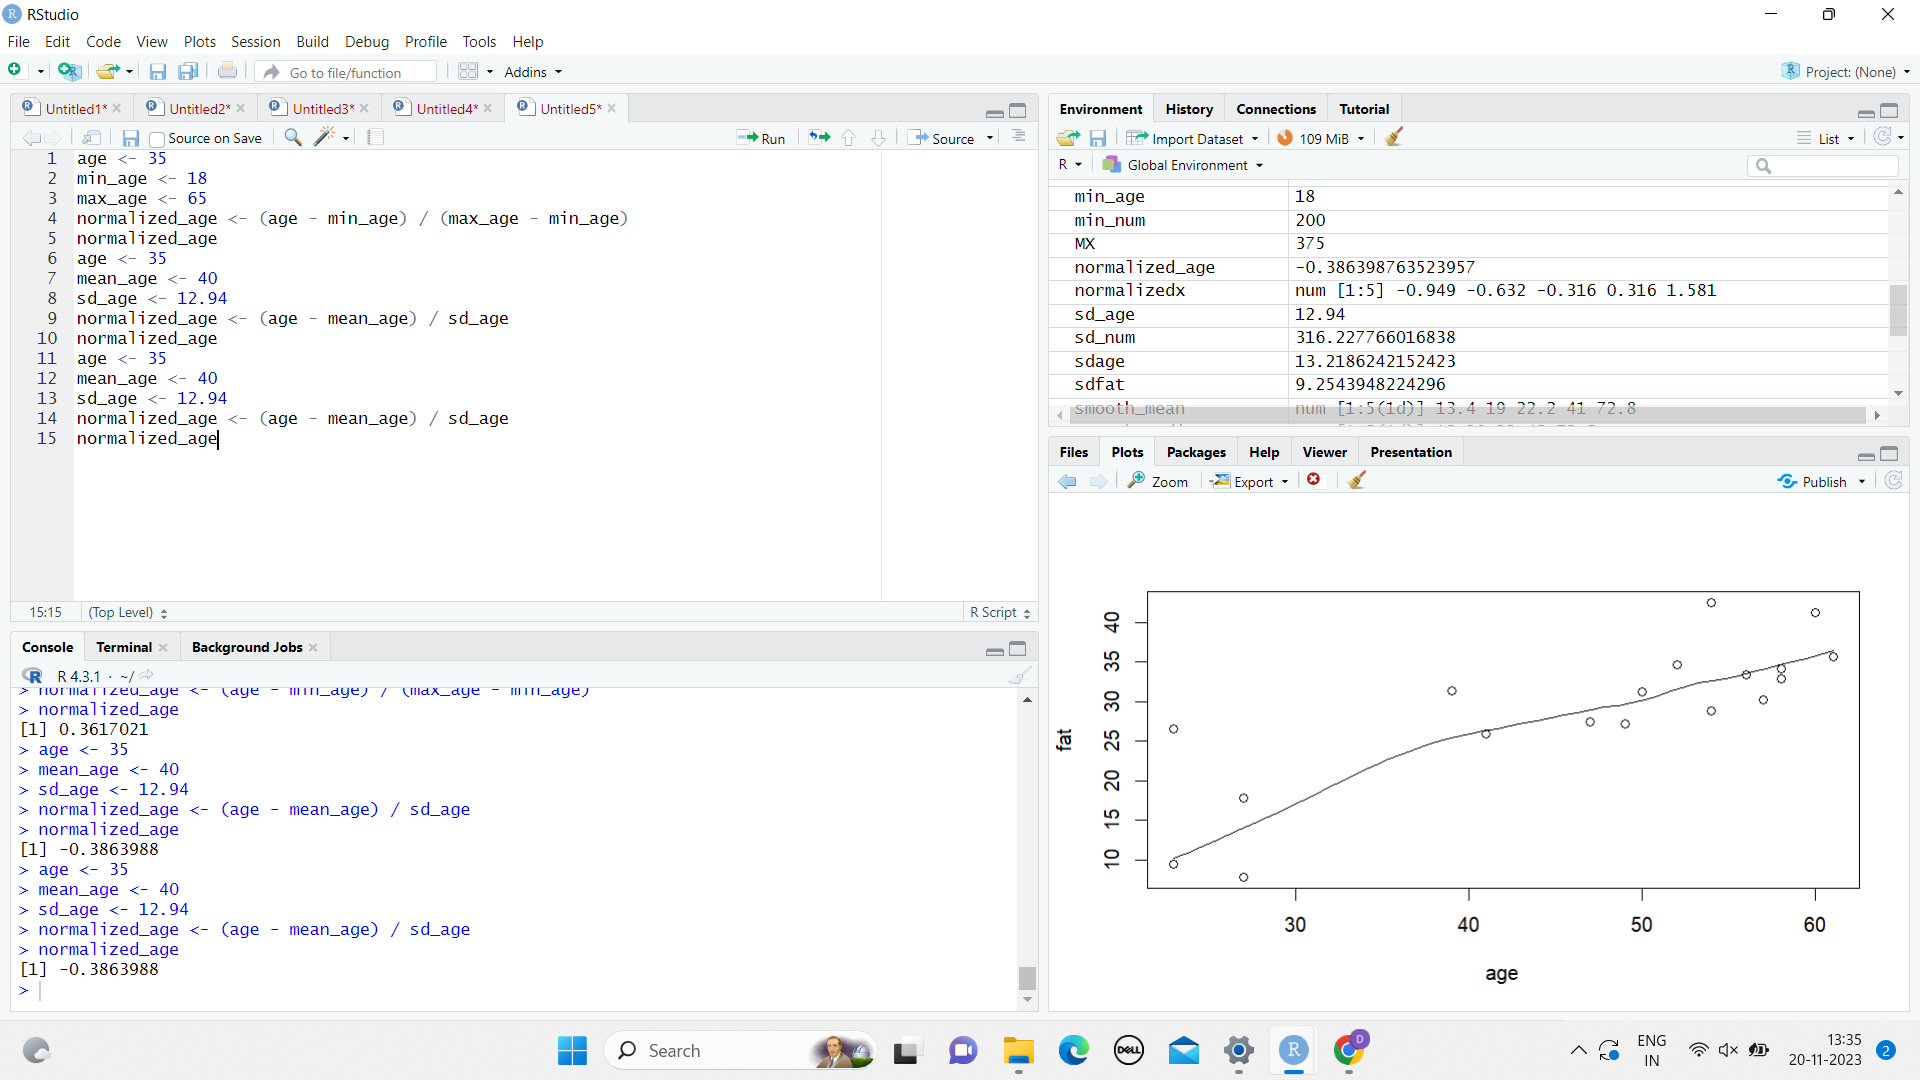 RStudio
File Edit Code View Plots Session Build Debug Profile Tools Help
Go to file/function Addins Project: (None)
Untitled1* Untitled2* Untitled3* Untitled4* Untitled5*
Source on Save Run Source
1 age <- 35
2 min_age <- 18
3 max_age <- 65
4 normalized_age <- (age - min_age) / (max_age - min_age)
5 normalized_age
6 age <- 35
7 mean_age <- 40
8 sd_age <- 12.94
9 normalized_age <- (age - mean_age) / sd_age
10 normalized_age
11 age <- 35
12 mean_age <- 40
13 sd_age <- 12.94
14 normalized_age <- (age - mean_age) / sd_age
15 normalized_age
15:15 (Top Level) R Script
Console Terminal Background Jobs
R 4.3.1 · ~/
> normalized_age <- (age - min_age) / (max_age - min_age)
> normalized_age
[1] 0.3617021
> age <- 35
> mean_age <- 40
> sd_age <- 12.94
> normalized_age <- (age - mean_age) / sd_age
> normalized_age
[1] -0.3863988
> age <- 35
> mean_age <- 40
> sd_age <- 12.94
> normalized_age <- (age - mean_age) / sd_age
> normalized_age
[1] -0.3863988
>
Environment History Connections Tutorial
Import Dataset 109 MiB List
R Global Environment
min_age 18
min_num 200
MX 375
normalized_age -0.386398763523957
normalizedx num [1:5] -0.949 -0.632 -0.316 0.316 1.581
sd_age 12.94
sd_num 316.227766016838
sdage 13.2186242152423
sdfat 9.2543948224296
smooth_mean num [1:5(1d)] 13.4 19 22.2 41 72.8
Files Plots Packages Help Viewer Presentation
Zoom Export Publish
fat
40
35
30
25
20
15
10
30 40 50 60
age
Search
DELL
R
D
ENG
IN
13:35
20-11-2023
2